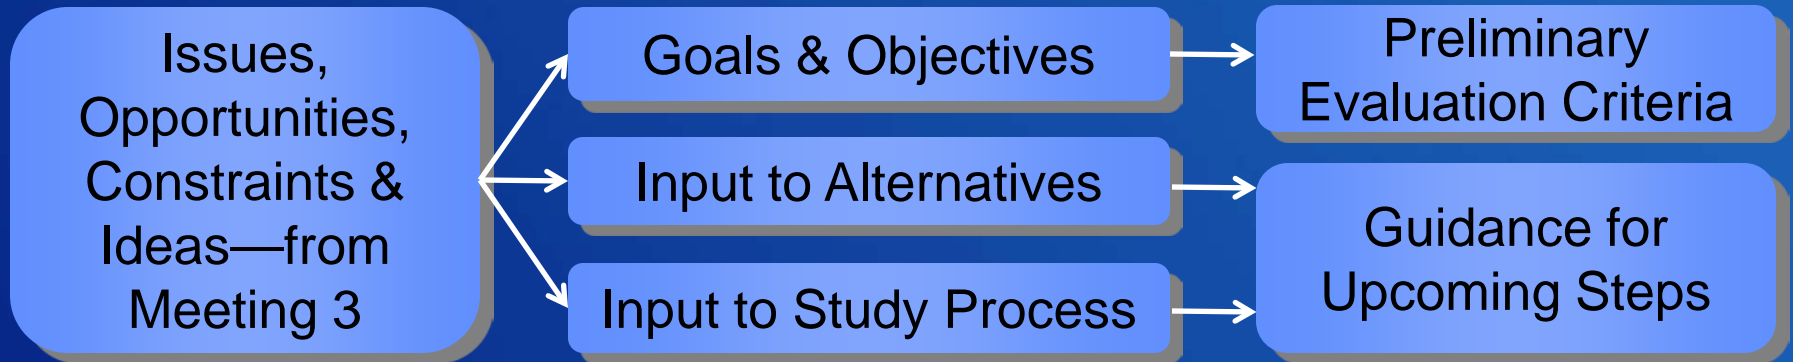 Issues,
Opportunities,
Constraints &
Ideas—from
Meeting 3
Goals & Objectives
Input to Alternatives
Input to Study Process
Preliminary
Evaluation Criteria
Guidance for
Upcoming Steps